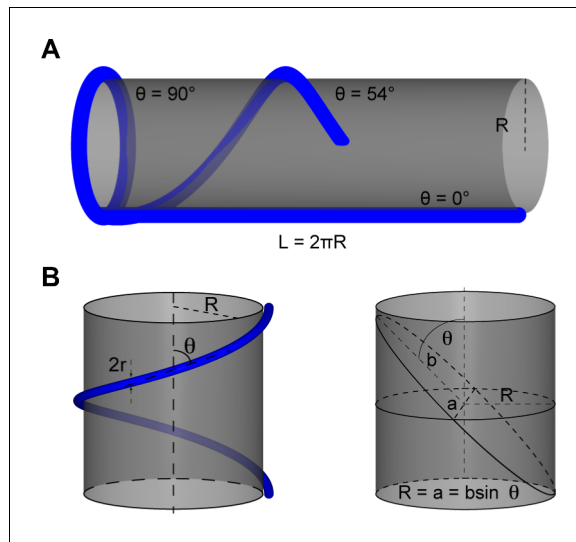 A
θ = 90°
θ = 54°
R
θ = 0°
L = 2πR
B
R
θ
2r
θ
b
a
R
R = a = bsin θ